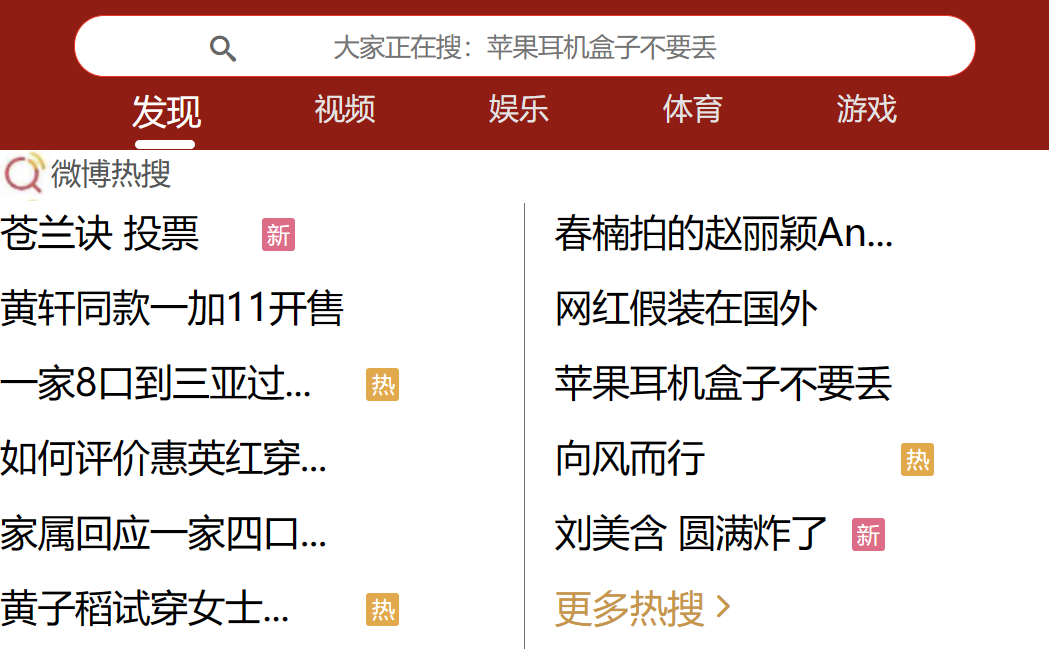 大家正在搜：苹果耳机盒子不要丢
发现 视频 娱乐 体育 游戏
微博热搜
苍兰诀 投票 新
春楠拍的赵丽颖An...
黄轩同款一加11开售
网红假装在国外
一家8口到三亚过... 热
苹果耳机盒子不要丢
如何评价惠英红穿...
向风而行 热
家属回应一家四口...
刘美含 圆满炸了 新
黄子稻试穿女士... 热
更多热搜